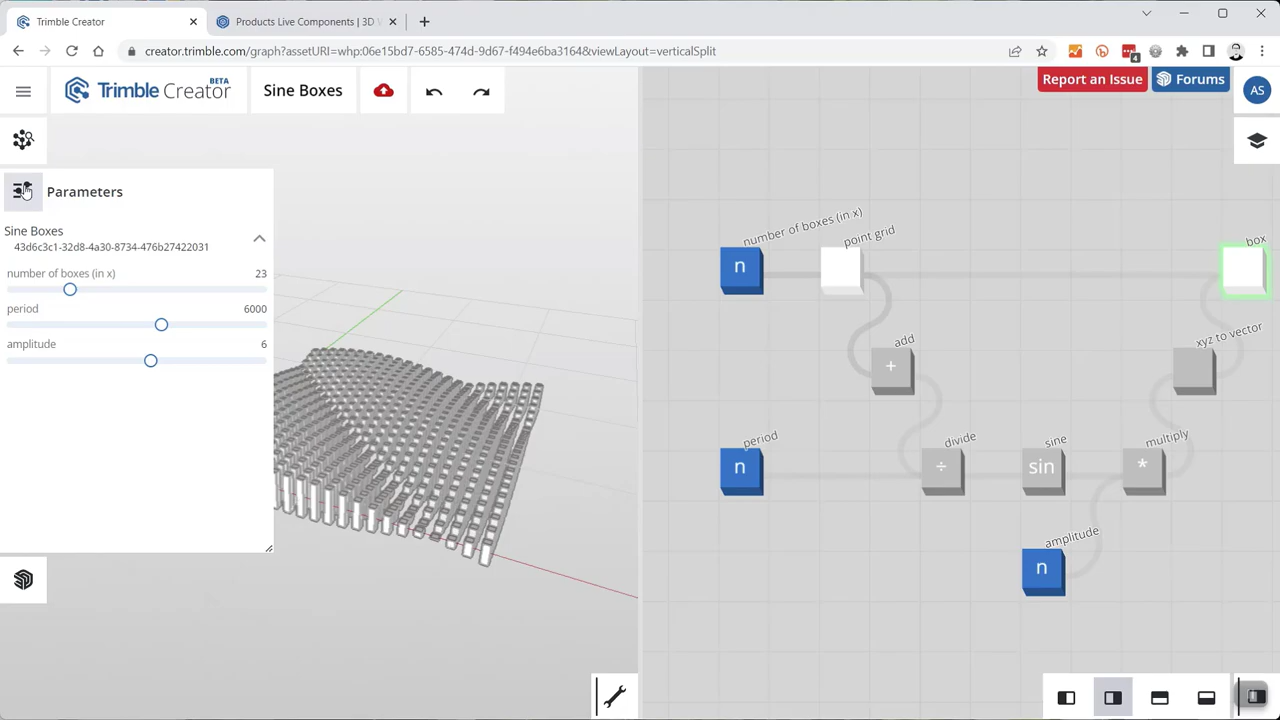 Trimble Creator
Products Live Components | 3D
creator.trimble.com/graph?assetURI=whp:06e15bd7-6585-474d-9d67-f494e6ba3164&viewLayout=verticalSplit
4
Trimble Creator BETA
Sine Boxes
Report an Issue
Forums
AS
Parameters
Sine Boxes
43d6c3c1-32d8-4a30-8734-476b27422031
number of boxes (in x) 23
period 6000
amplitude 6
number of boxes (in x)
n
point grid
box
add
+
xyz to vector
period
n
divide
÷
sine
sin
multiply
*
amplitude
n